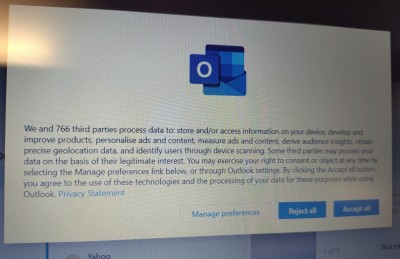 O
We and 766 third parties process data to: store and/or access information on your device, develop and
improve products, personalise ads and content, measure ads and content, derive audience insights, obtain
precise geolocation data, and identify users through device scanning. Some third parties may process your
data on the basis of their legitimate interest. You may exercise your right to consent or object at any time by
selecting the Manage preferences link below, or through Outlook settings. By clicking the Accept all button,
you agree to the use of these technologies and the processing of your data for these purposes while using
Outlook. Privacy Statement
Manage preferences
Reject all
Accept all
Yahoo
1 of 5